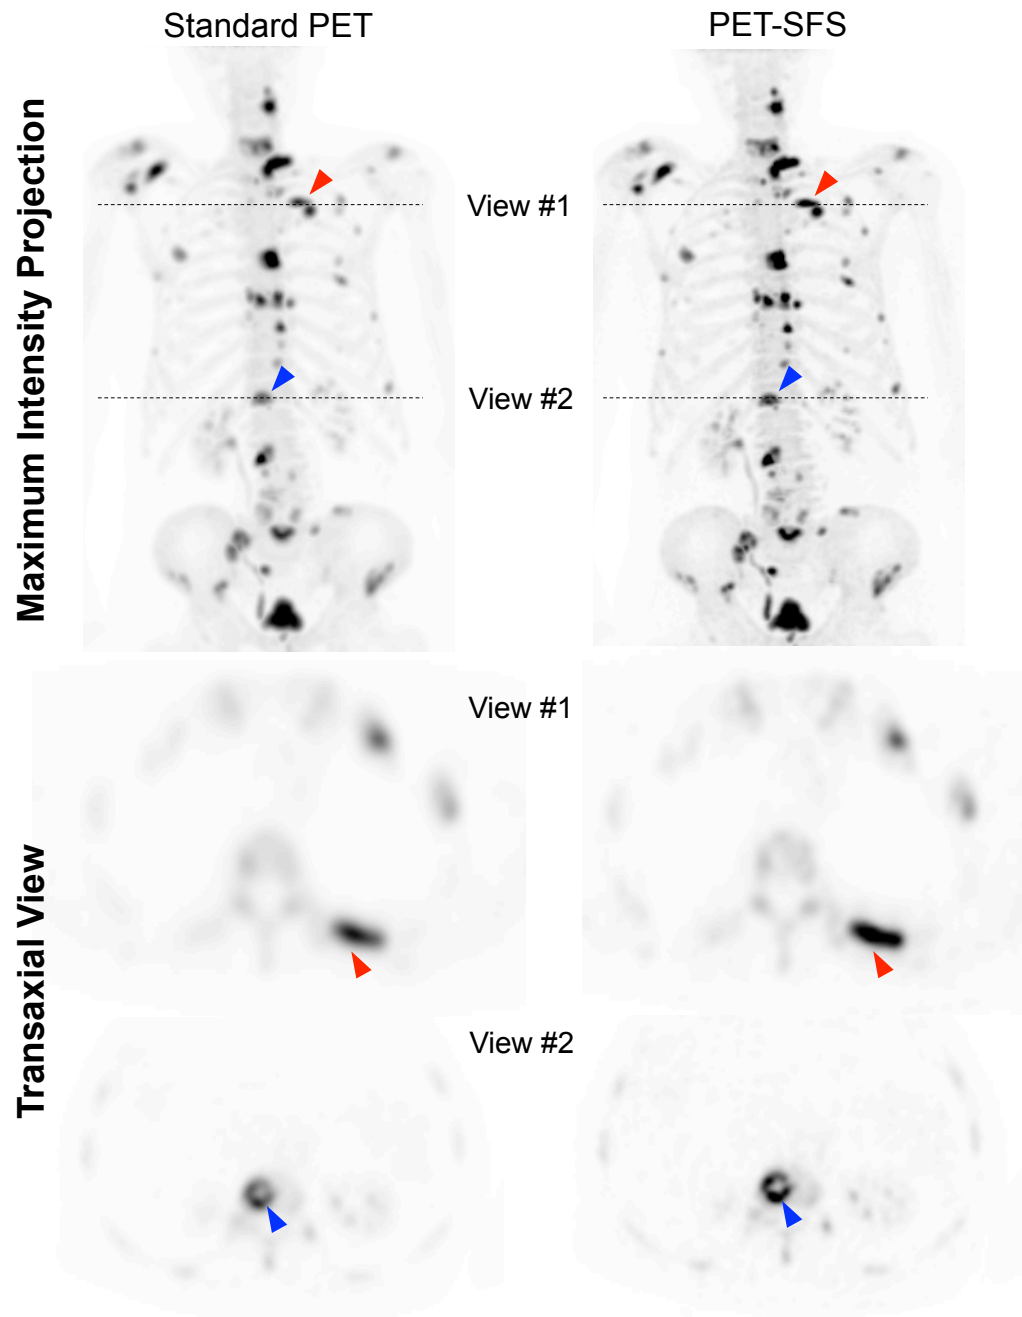 Standard PET
PET-SFS
Maximum Intensity Projection
View #1
View #2
Transaxial View
View #1
View #2